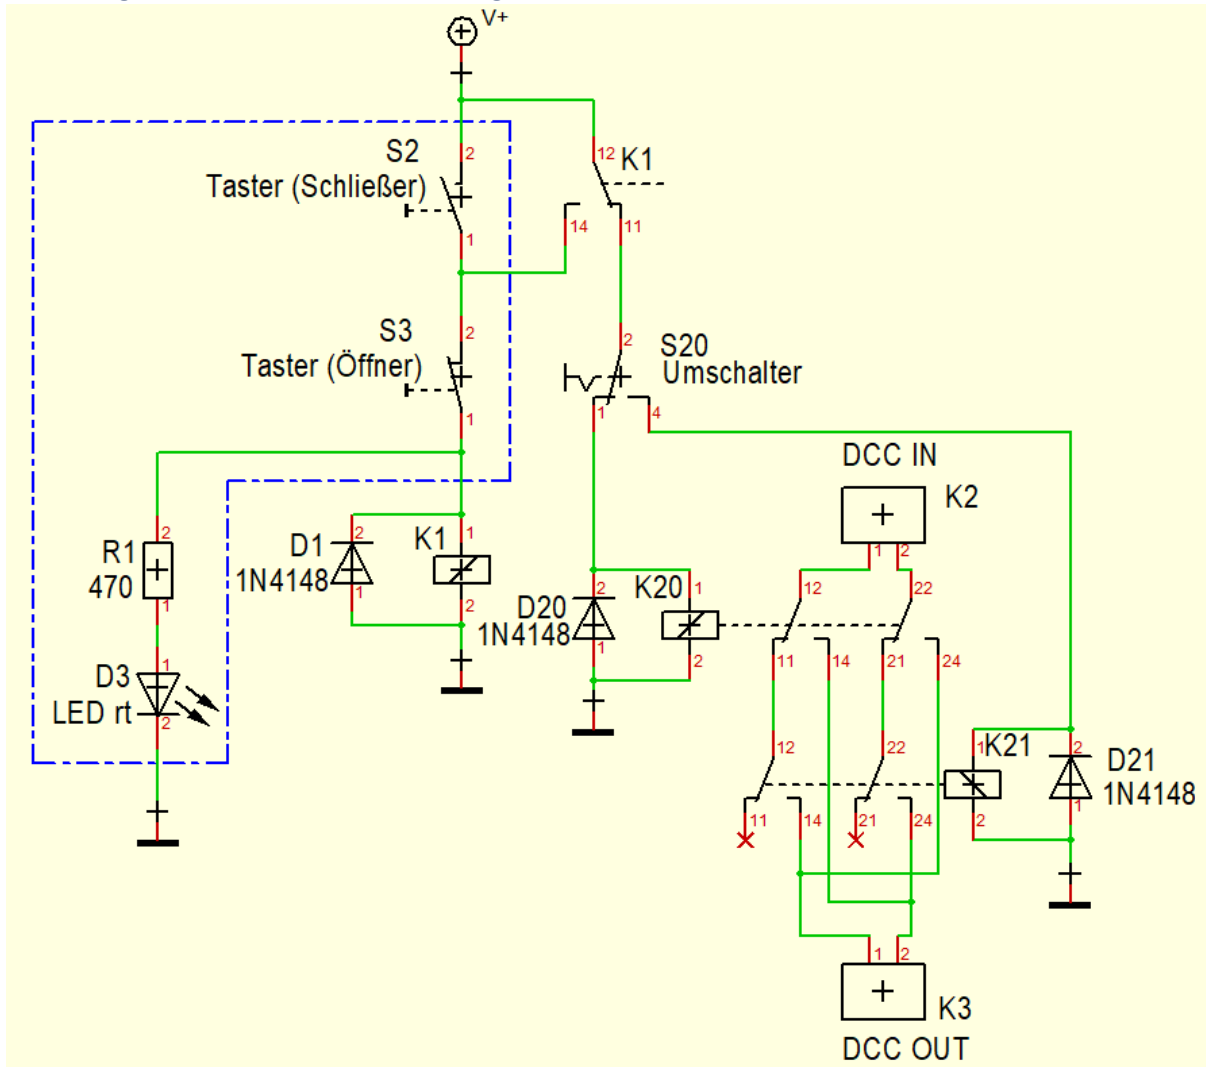 V+
S2
Taster (Schließer)
2
1
12
K1
14
11
S3
Taster (Öffner)
2
1
2
S20
Umschalter
1
4
DCC IN
K2
1
2
R1
470
2
1
D1
1N4148
2
1
K1
1
2
D20
1N4148
2
1
K20
1
2
12
22
11
14
21
24
D3
LED rt
1
2
12
22
11
14
21
24
K21
1
2
D21
1N4148
2
1
1
2
K3
DCC OUT